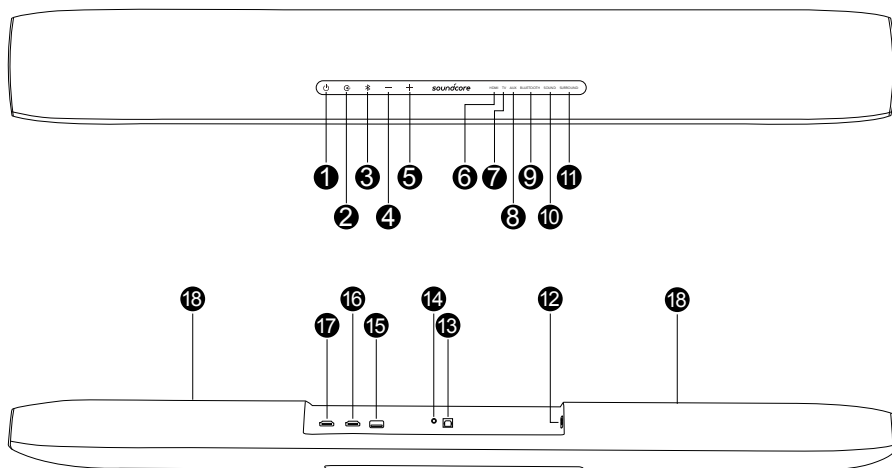 soundcore HDMI TV AUX BLUETOOTH SOUND SURROUND
1 3 5 6 7 9 11
2 4 8 10
18 17 16 15 14 13 12 18